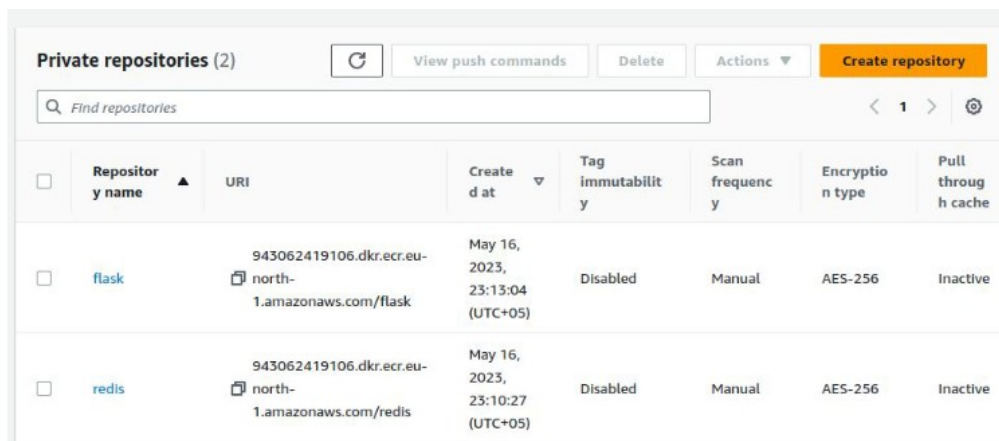 Private repositories (2)
View push commands
Delete
Actions
Create repository
Find repositories
1
Repositor
y name
URI
Create
d at
Tag
immutabilit
y
Scan
frequenc
y
Encryptio
n type
Pull
throug
h cache
flask
943062419106.dkr.ecr.eu-
north-
1.amazonaws.com/flask
May 16,
2023,
23:13:04
(UTC+05)
Disabled
Manual
AES-256
Inactive
redis
943062419106.dkr.ecr.eu-
north-
1.amazonaws.com/redis
May 16,
2023,
23:10:27
(UTC+05)
Disabled
Manual
AES-256
Inactive